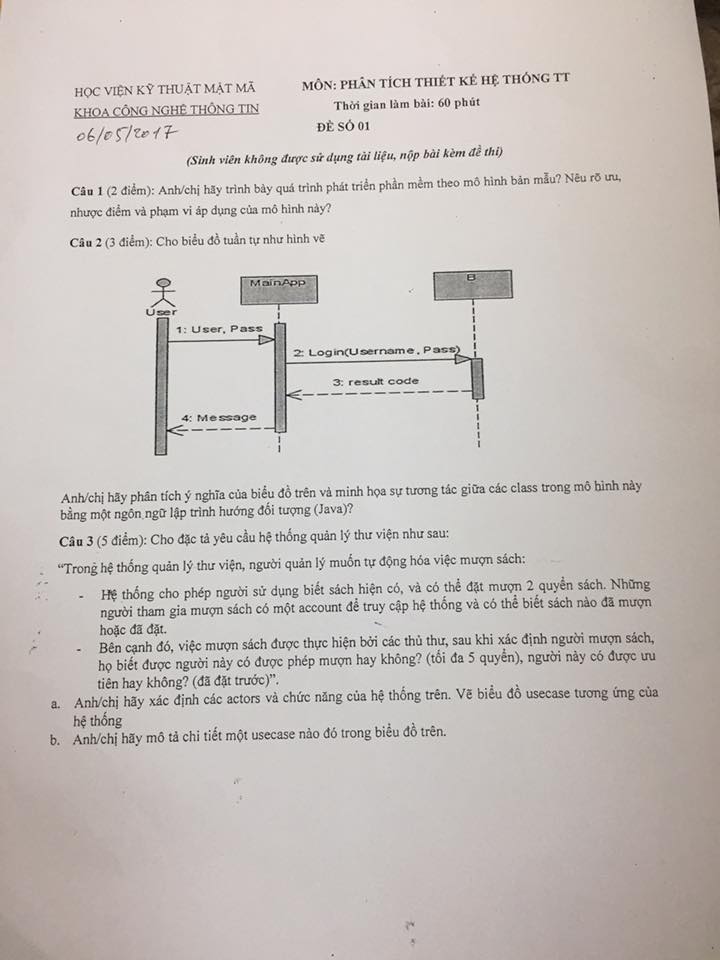 HỌC VIỆN KỸ THUẬT MẬT MÃ
KHOA CÔNG NGHỆ THÔNG TIN
06/05/2017
MÔN: PHÂN TÍCH THIẾT KẾ HỆ THỐNG TT
Thời gian làm bài: 60 phút
ĐỀ SỐ 01
(Sinh viên không được sử dụng tài liệu, nộp bài kèm đề thi)
Câu 1 (2 điểm): Anh/chị hãy trình bày quá trình phát triển phần mềm theo mô hình bản mẫu? Nêu rõ ưu,
nhược điểm và phạm vi áp dụng của mô hình này?
Câu 2 (3 điểm): Cho biểu đồ tuần tự như hình vẽ
User
MainApp
B
1: User, Pass
2: Login(Username, Pass)
3: result code
4: Message
Anh/chị hãy phân tích ý nghĩa của biểu đồ trên và minh họa sự tương tác giữa các class trong mô hình này
bằng một ngôn ngữ lập trình hướng đối tượng (Java)?
Câu 3 (5 điểm): Cho đặc tả yêu cầu hệ thống quản lý thư viện như sau:
“Trong hệ thống quản lý thư viện, người quản lý muốn tự động hóa việc mượn sách:
- Hệ thống cho phép người sử dụng biết sách hiện có, và có thể đặt mượn 2 quyển sách. Những
người tham gia mượn sách có một account để truy cập hệ thống và có thể biết sách nào đã mượn
hoặc đã đặt.
- Bên cạnh đó, việc mượn sách được thực hiện bởi các thủ thư, sau khi xác định người mượn sách,
họ biết được người này có được phép mượn hay không? (tối đa 5 quyển), người này có được ưu
tiên hay không? (đã đặt trước)”.
a. Anh/chị hãy xác định các actors và chức năng của hệ thống trên. Vẽ biểu đồ usecase tương ứng của
hệ thống
b. Anh/chị hãy mô tả chi tiết một usecase nào đó trong biểu đồ trên.